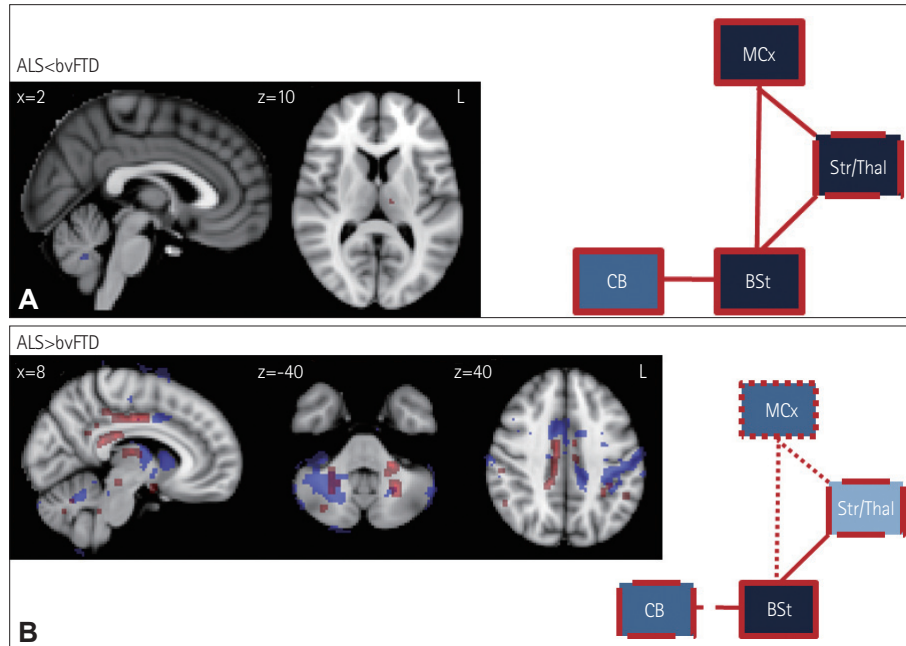 ALS<bvFTD
x=2
z=10
L
MCx
Str/Thal
CB
BSt
A
ALS>bvFTD
x=8
z=-40
z=40
L
MCx
Str/Thal
CB
BSt
B